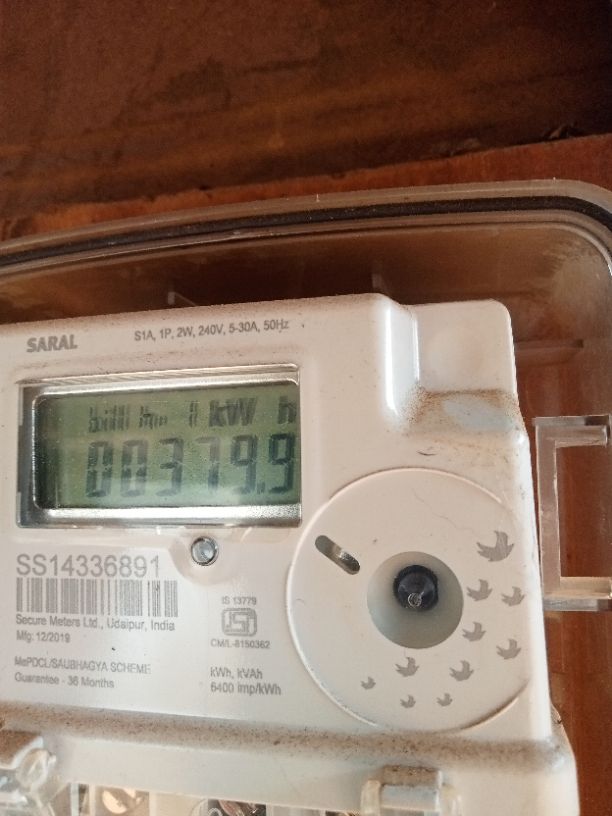 SARAL
S1A, 1P, 2W, 240V, 5-30A, 50Hz
1 kW h
00379.9
SS14336891
Secure Meters Ltd., Udaipur, India
Mfg: 12/2019
IS 13779
CM/L-8150362
MePDCL/SAUBHAGYA SCHEME
Guarantee - 36 Months
kWh, kVAh
6400 imp/kWh